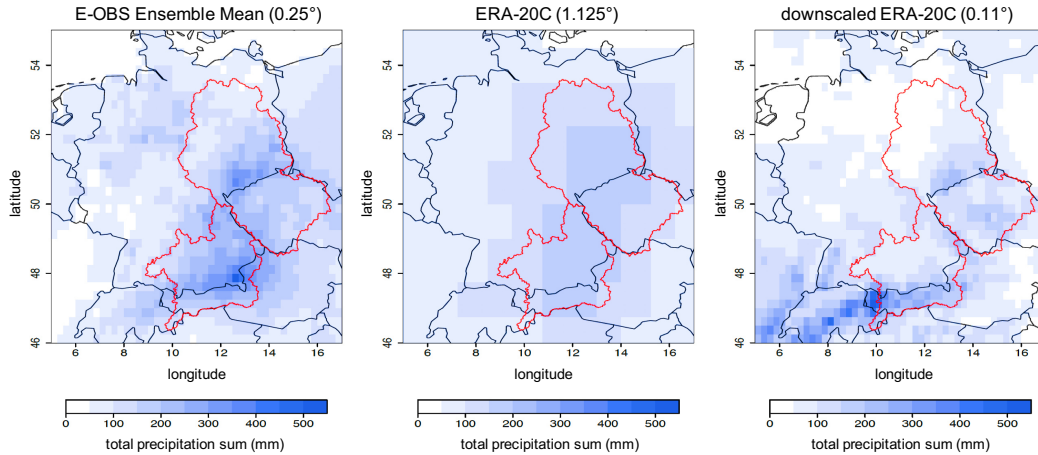 E-OBS Ensemble Mean (0.25°)
ERA-20C (1.125°)
downscaled ERA-20C (0.11°)
latitude
54
52
50
48
46
6 8 10 12 14 16
longitude
latitude
54
52
50
48
46
6 8 10 12 14 16
longitude
latitude
54
52
50
48
46
6 8 10 12 14 16
longitude
0 100 200 300 400 500
total precipitation sum (mm)
0 100 200 300 400 500
total precipitation sum (mm)
0 100 200 300 400 500
total precipitation sum (mm)